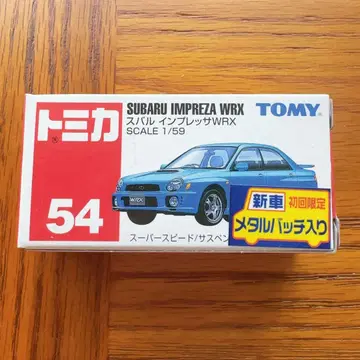 トミカ
SUBARU IMPREZA WRX
TOMY
スバル インプレッサWRX
SCALE 1/59
54
WRX
新車
初回限定
メタルバッチ入り
スーパースピード/サスペン